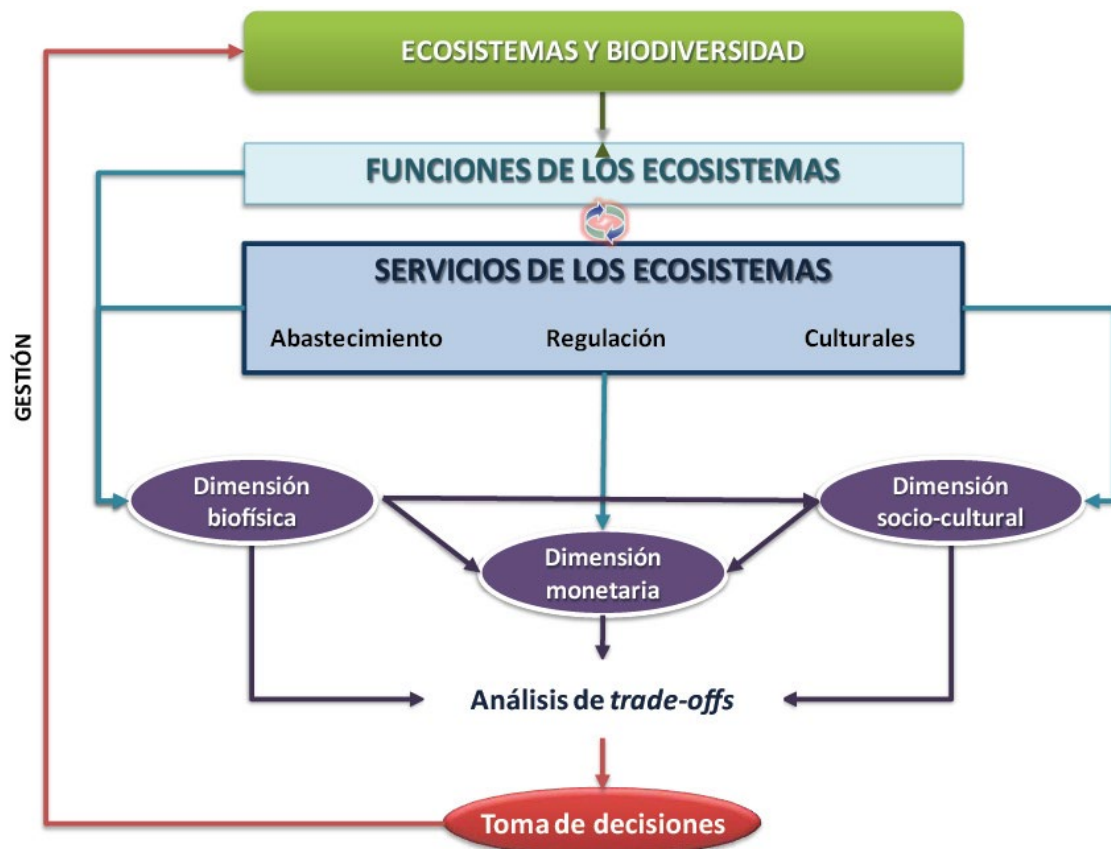 ECOSISTEMAS Y BIODIVERSIDAD
FUNCIONES DE LOS ECOSISTEMAS
SERVICIOS DE LOS ECOSISTEMAS
Abastecimiento Regulación Culturales
GESTIÓN
Dimensión
biofísica
Dimensión
monetaria
Dimensión
socio-cultural
Análisis de trade-offs
Toma de decisiones